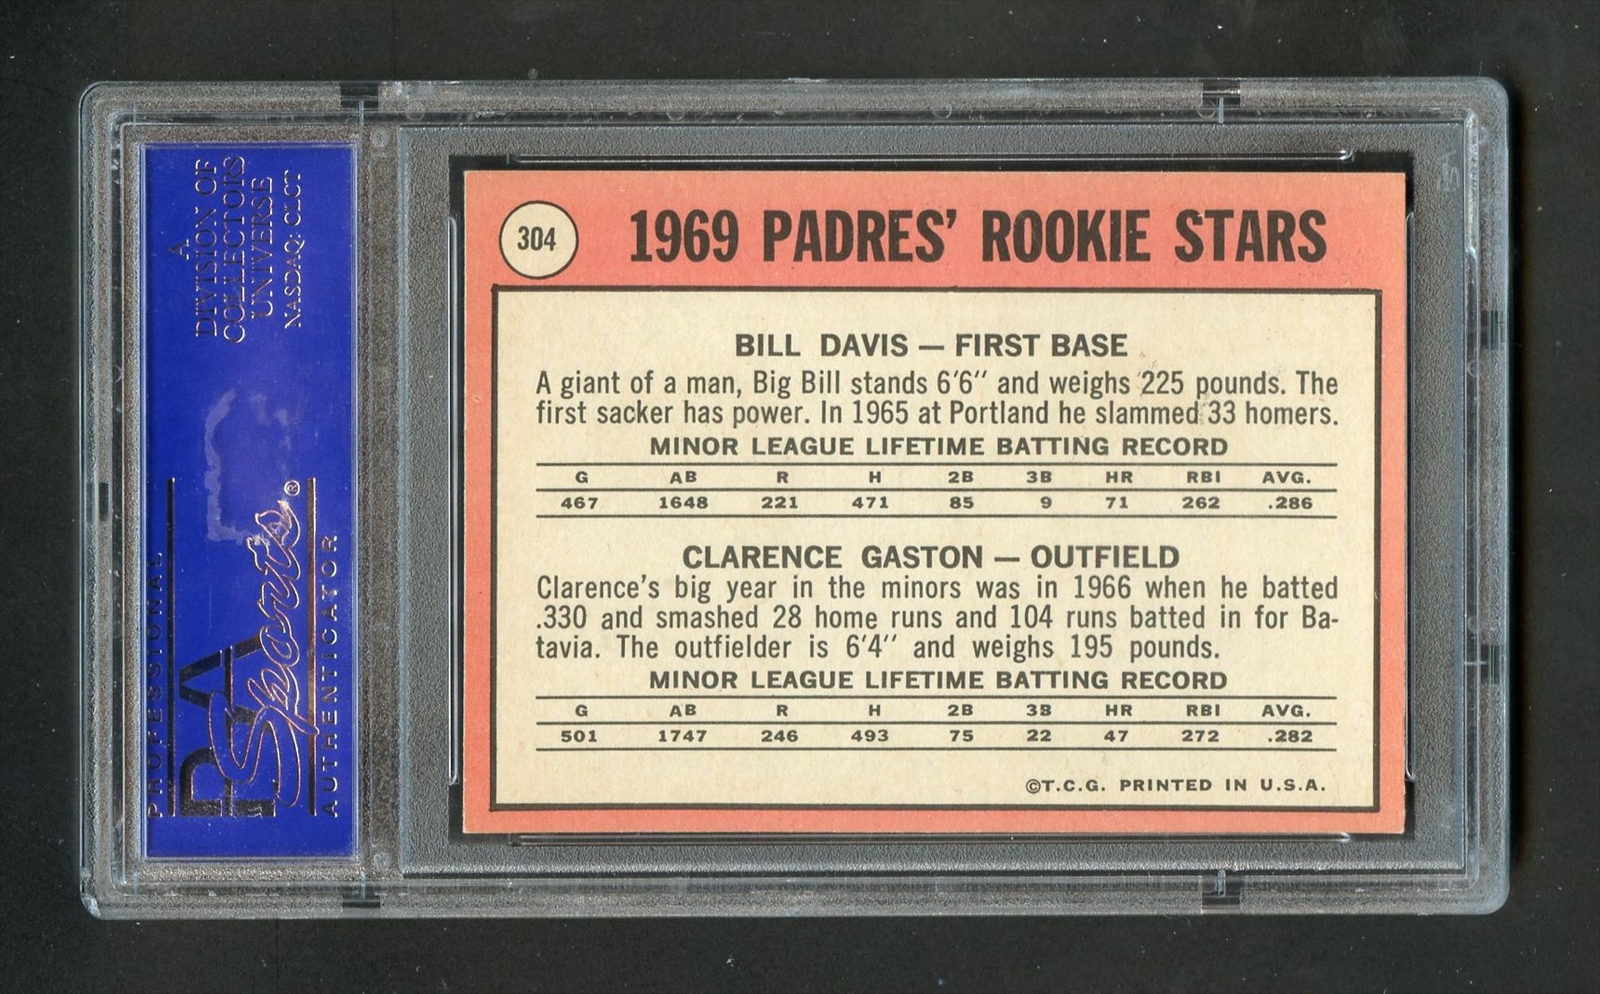 A
DIVISION OF
COLLECTORS
UNIVERSE
NASDAQ: CLCT
PROFESSIONAL
PSA
Sports®
AUTHENTICATOR
304
1969 PADRES' ROOKIE STARS
BILL DAVIS — FIRST BASE
A giant of a man, Big Bill stands 6'6" and weighs 225 pounds. The
first sacker has power. In 1965 at Portland he slammed 33 homers.
MINOR LEAGUE LIFETIME BATTING RECORD
G AB R H 2B 3B HR RBI AVG.
467 1648 221 471 85 9 71 262 .286
CLARENCE GASTON — OUTFIELD
Clarence's big year in the minors was in 1966 when he batted
.330 and smashed 28 home runs and 104 runs batted in for Ba-
tavia. The outfielder is 6'4" and weighs 195 pounds.
MINOR LEAGUE LIFETIME BATTING RECORD
G AB R H 2B 3B HR RBI AVG.
501 1747 246 493 75 22 47 272 .282
©T.C.G. PRINTED IN U.S.A.